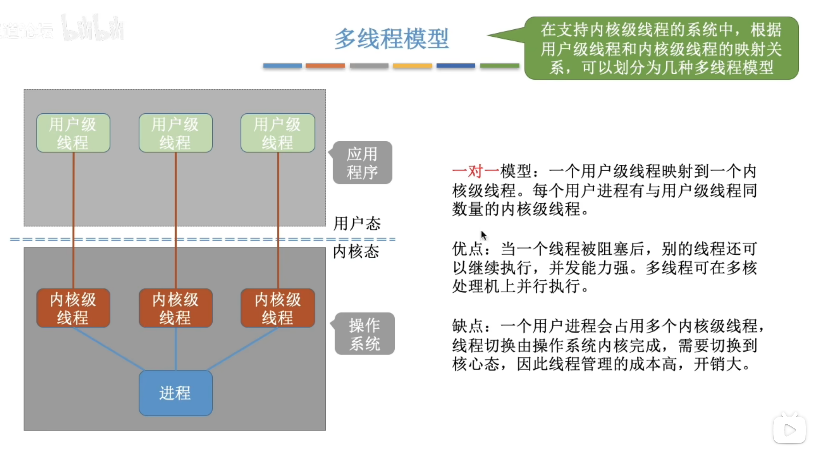 bilibili
多线程模型
在支持内核级线程的系统中，根据
用户级线程和内核级线程的映射关
系，可以划分为几种多线程模型
用户级
线程
用户级
线程
用户级
线程
应用
程序
用户态
内核态
内核级
线程
内核级
线程
内核级
线程
操作
系统
进程
一对一模型：一个用户级线程映射到一个内
核级线程。每个用户进程有与用户级线程同
数量的内核级线程。
优点：当一个线程被阻塞后，别的线程还可
以继续执行，并发能力强。多线程可在多核
处理机上并行执行。
缺点：一个用户进程会占用多个内核级线程，
线程切换由操作系统内核完成，需要切换到
核心态，因此线程管理的成本高，开销大。